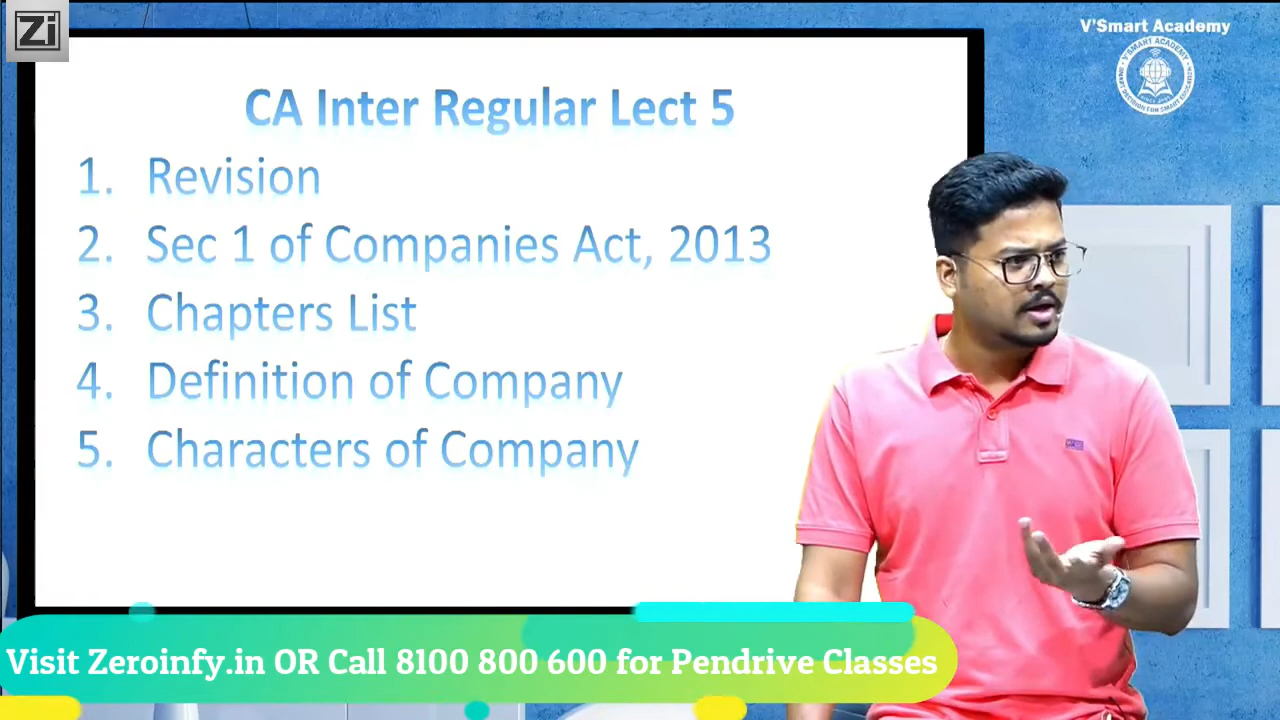 Zi
V'Smart Academy
CA Inter Regular Lect 5
1. Revision
2. Sec 1 of Companies Act, 2013
3. Chapters List
4. Definition of Company
5. Characters of Company
Visit Zeroinfy.in OR Call 8100 800 600 for Pendrive Classes